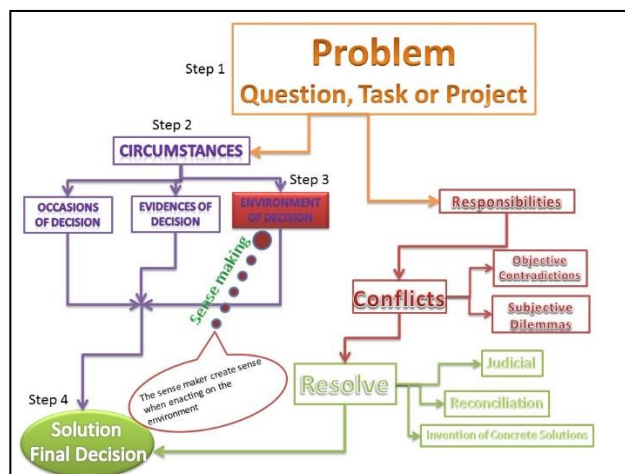 Step 1
Problem
Question, Task or Project
Step 2
CIRCUMSTANCES
Step 3
OCCASIONS
OF DECISION
EVIDENCES OF
DECISION
ENVIRONMENT
OF DECISION
Responsibilities
Sense making
Objective
Contradictions
Conflicts
Subjective
Dilemmas
The sense maker create sense
when enacting on the
environment
Resolve
Judicial
Reconciliation
Invention of Concrete Solutions
Step 4
Solution
Final Decision